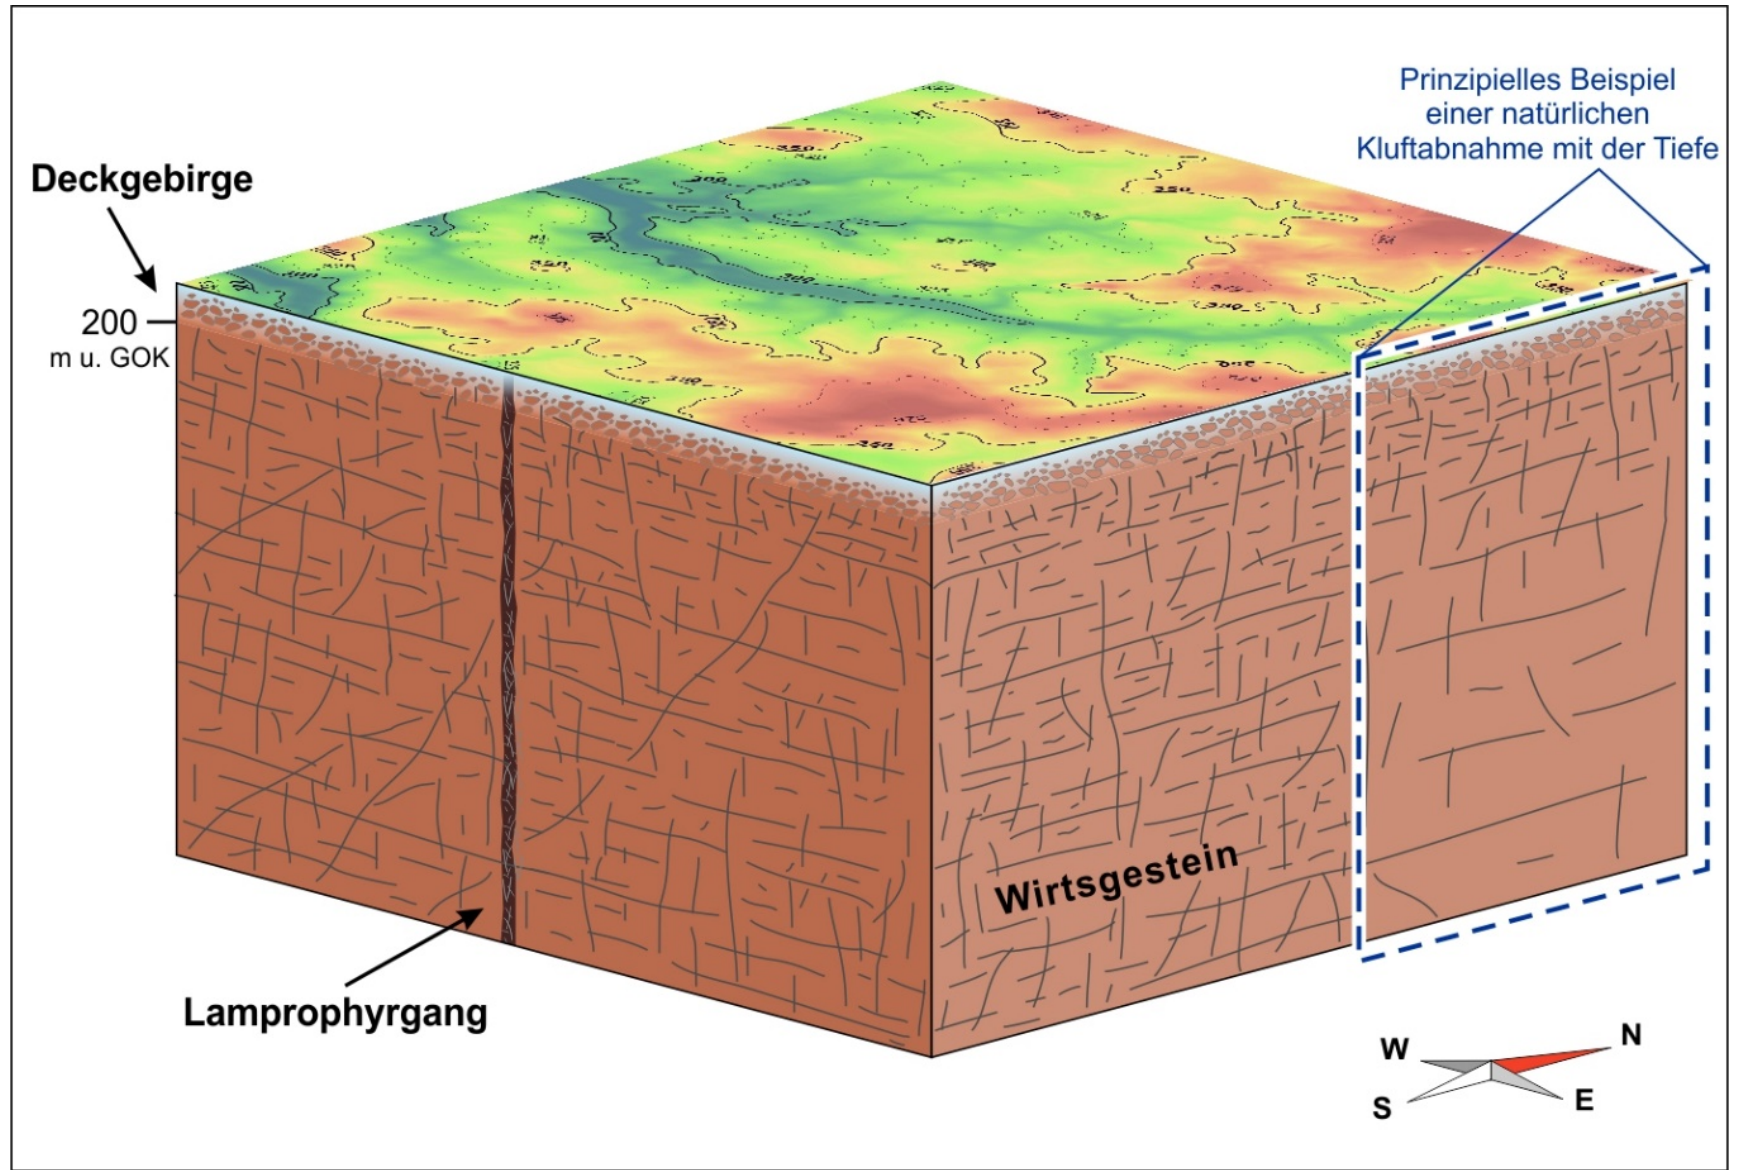 Prinzipielles Beispiel
einer natürlichen
Kluftabnahme mit der Tiefe
Deckgebirge
200
m u. GOK
Wirtsgestein
Lamprophyrgang
W
N
S
E